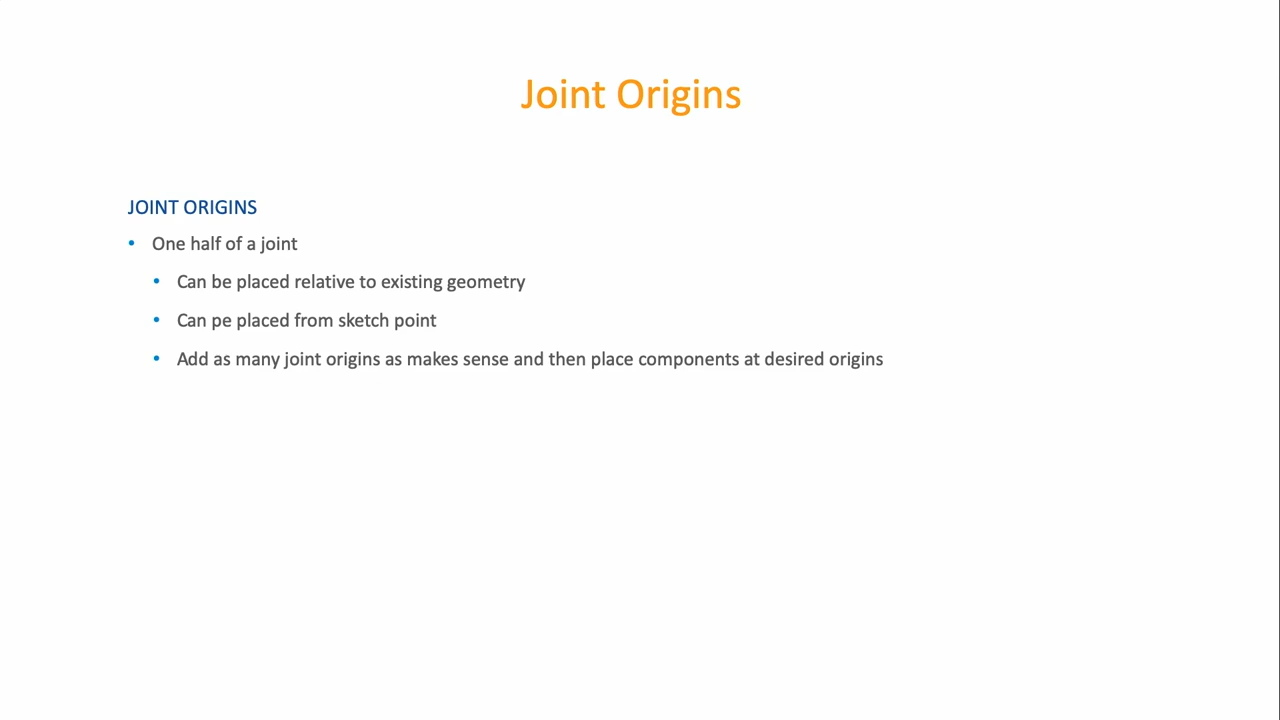 Joint Origins
JOINT ORIGINS
• One half of a joint
• Can be placed relative to existing geometry
• Can pe placed from sketch point
• Add as many joint origins as makes sense and then place components at desired origins